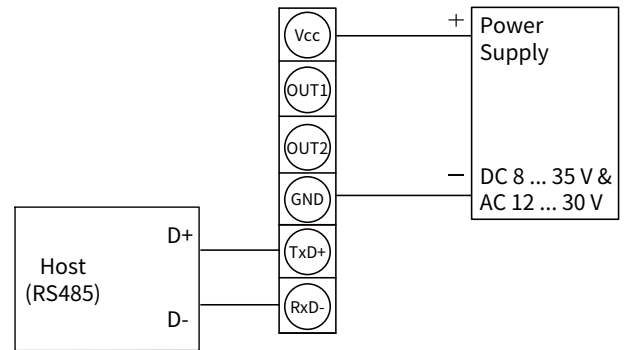 Vcc
OUT1
OUT2
GND
TxD+
RxD-
+ Power
Supply
− DC 8 ... 35 V &
AC 12 ... 30 V
D+
Host
(RS485)
D-